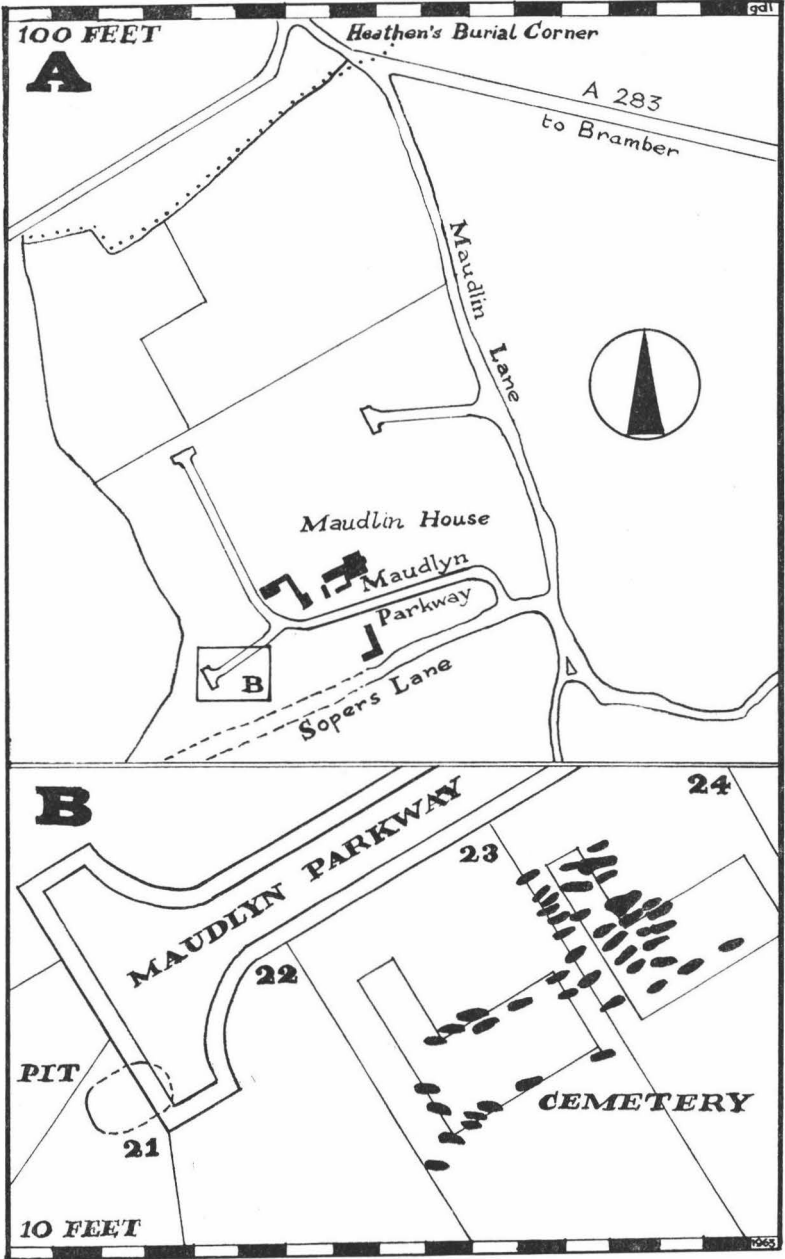 gdl
100 FEET
Heathen's Burial Corner
A
A 283
to Bramber
Maudlin Lane
Maudlin House
Maudlyn
Parkway
B
Sopers Lane
B
24
MAUDLYN PARKWAY
23
22
PIT
CEMETERY
21
10 FEET
1965